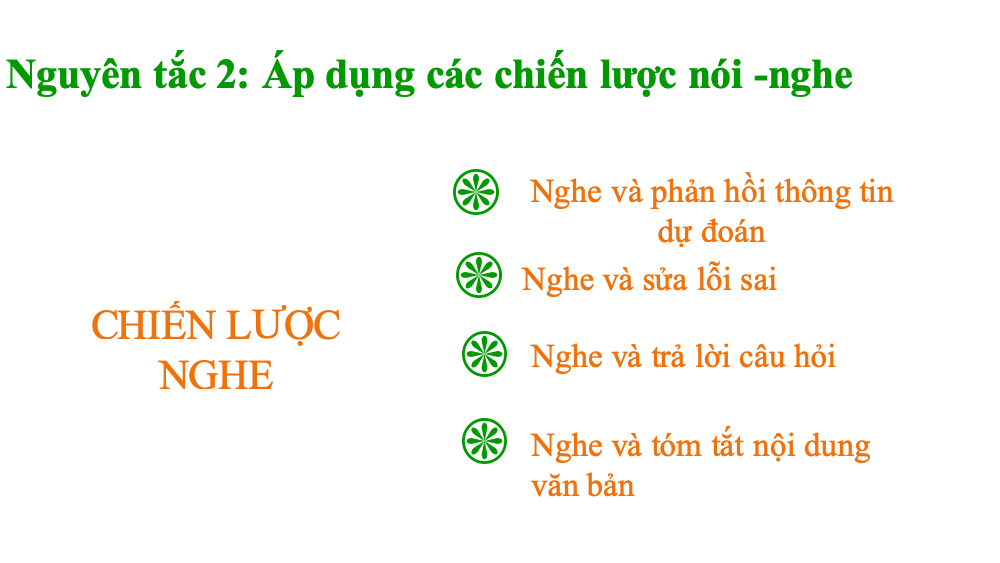 Nguyên tắc 2: Áp dụng các chiến lược nói -nghe
CHIẾN LƯỢC
NGHE
Nghe và phản hồi thông tin
dự đoán
Nghe và sửa lỗi sai
Nghe và trả lời câu hỏi
Nghe và tóm tắt nội dung
văn bản